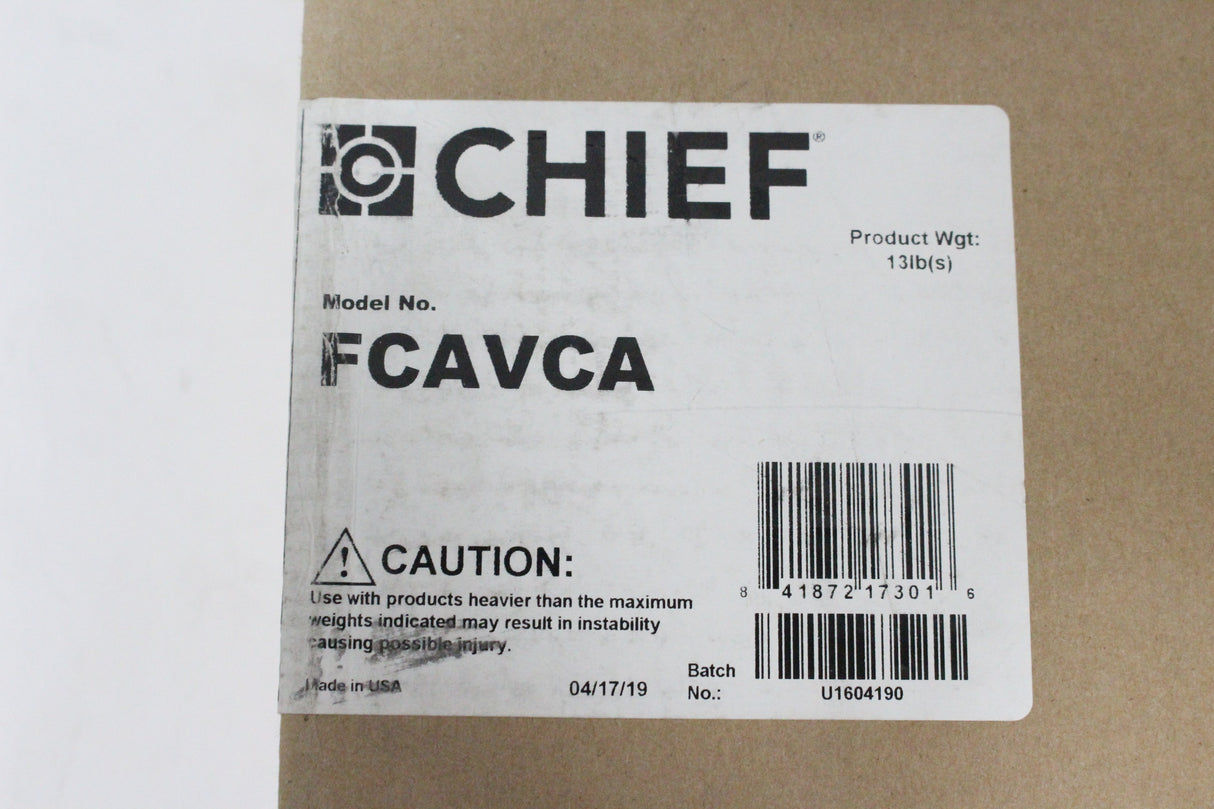 C CHIEF®
Product Wgt:
13lb(s)
Model No.
FCAVCA
CAUTION:
Use with products heavier than the maximum
weights indicated may result in instability
causing possible injury.
8 41872 17301 6
Made in USA
04/17/19
Batch
No.:
U1604190